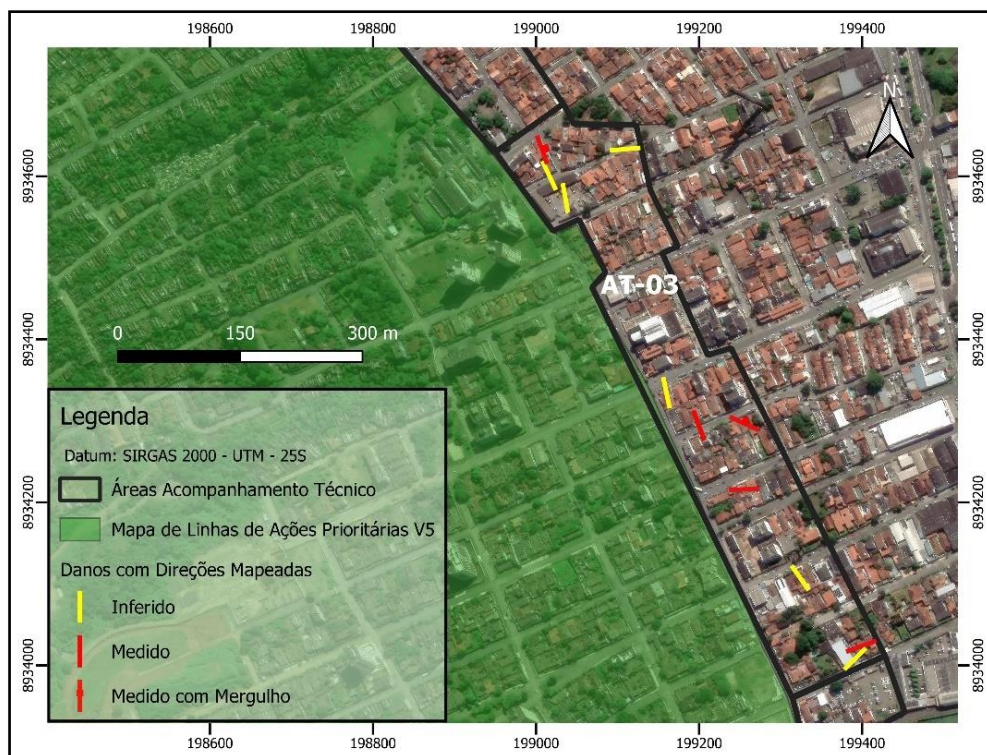 198600 198800 199000 199200 199400
N
8934600 8934600
AT-03
0 150 300 m
8934400 8934400
Legenda
Datum: SIRGAS 2000 - UTM - 25S
Áreas Acompanhamento Técnico
Mapa de Linhas de Ações Prioritárias V5
8934200 8934200
Danos com Direções Mapeadas
Inferido
Medido
Medido com Mergulho
8934000 8934000
198600 198800 199000 199200 199400